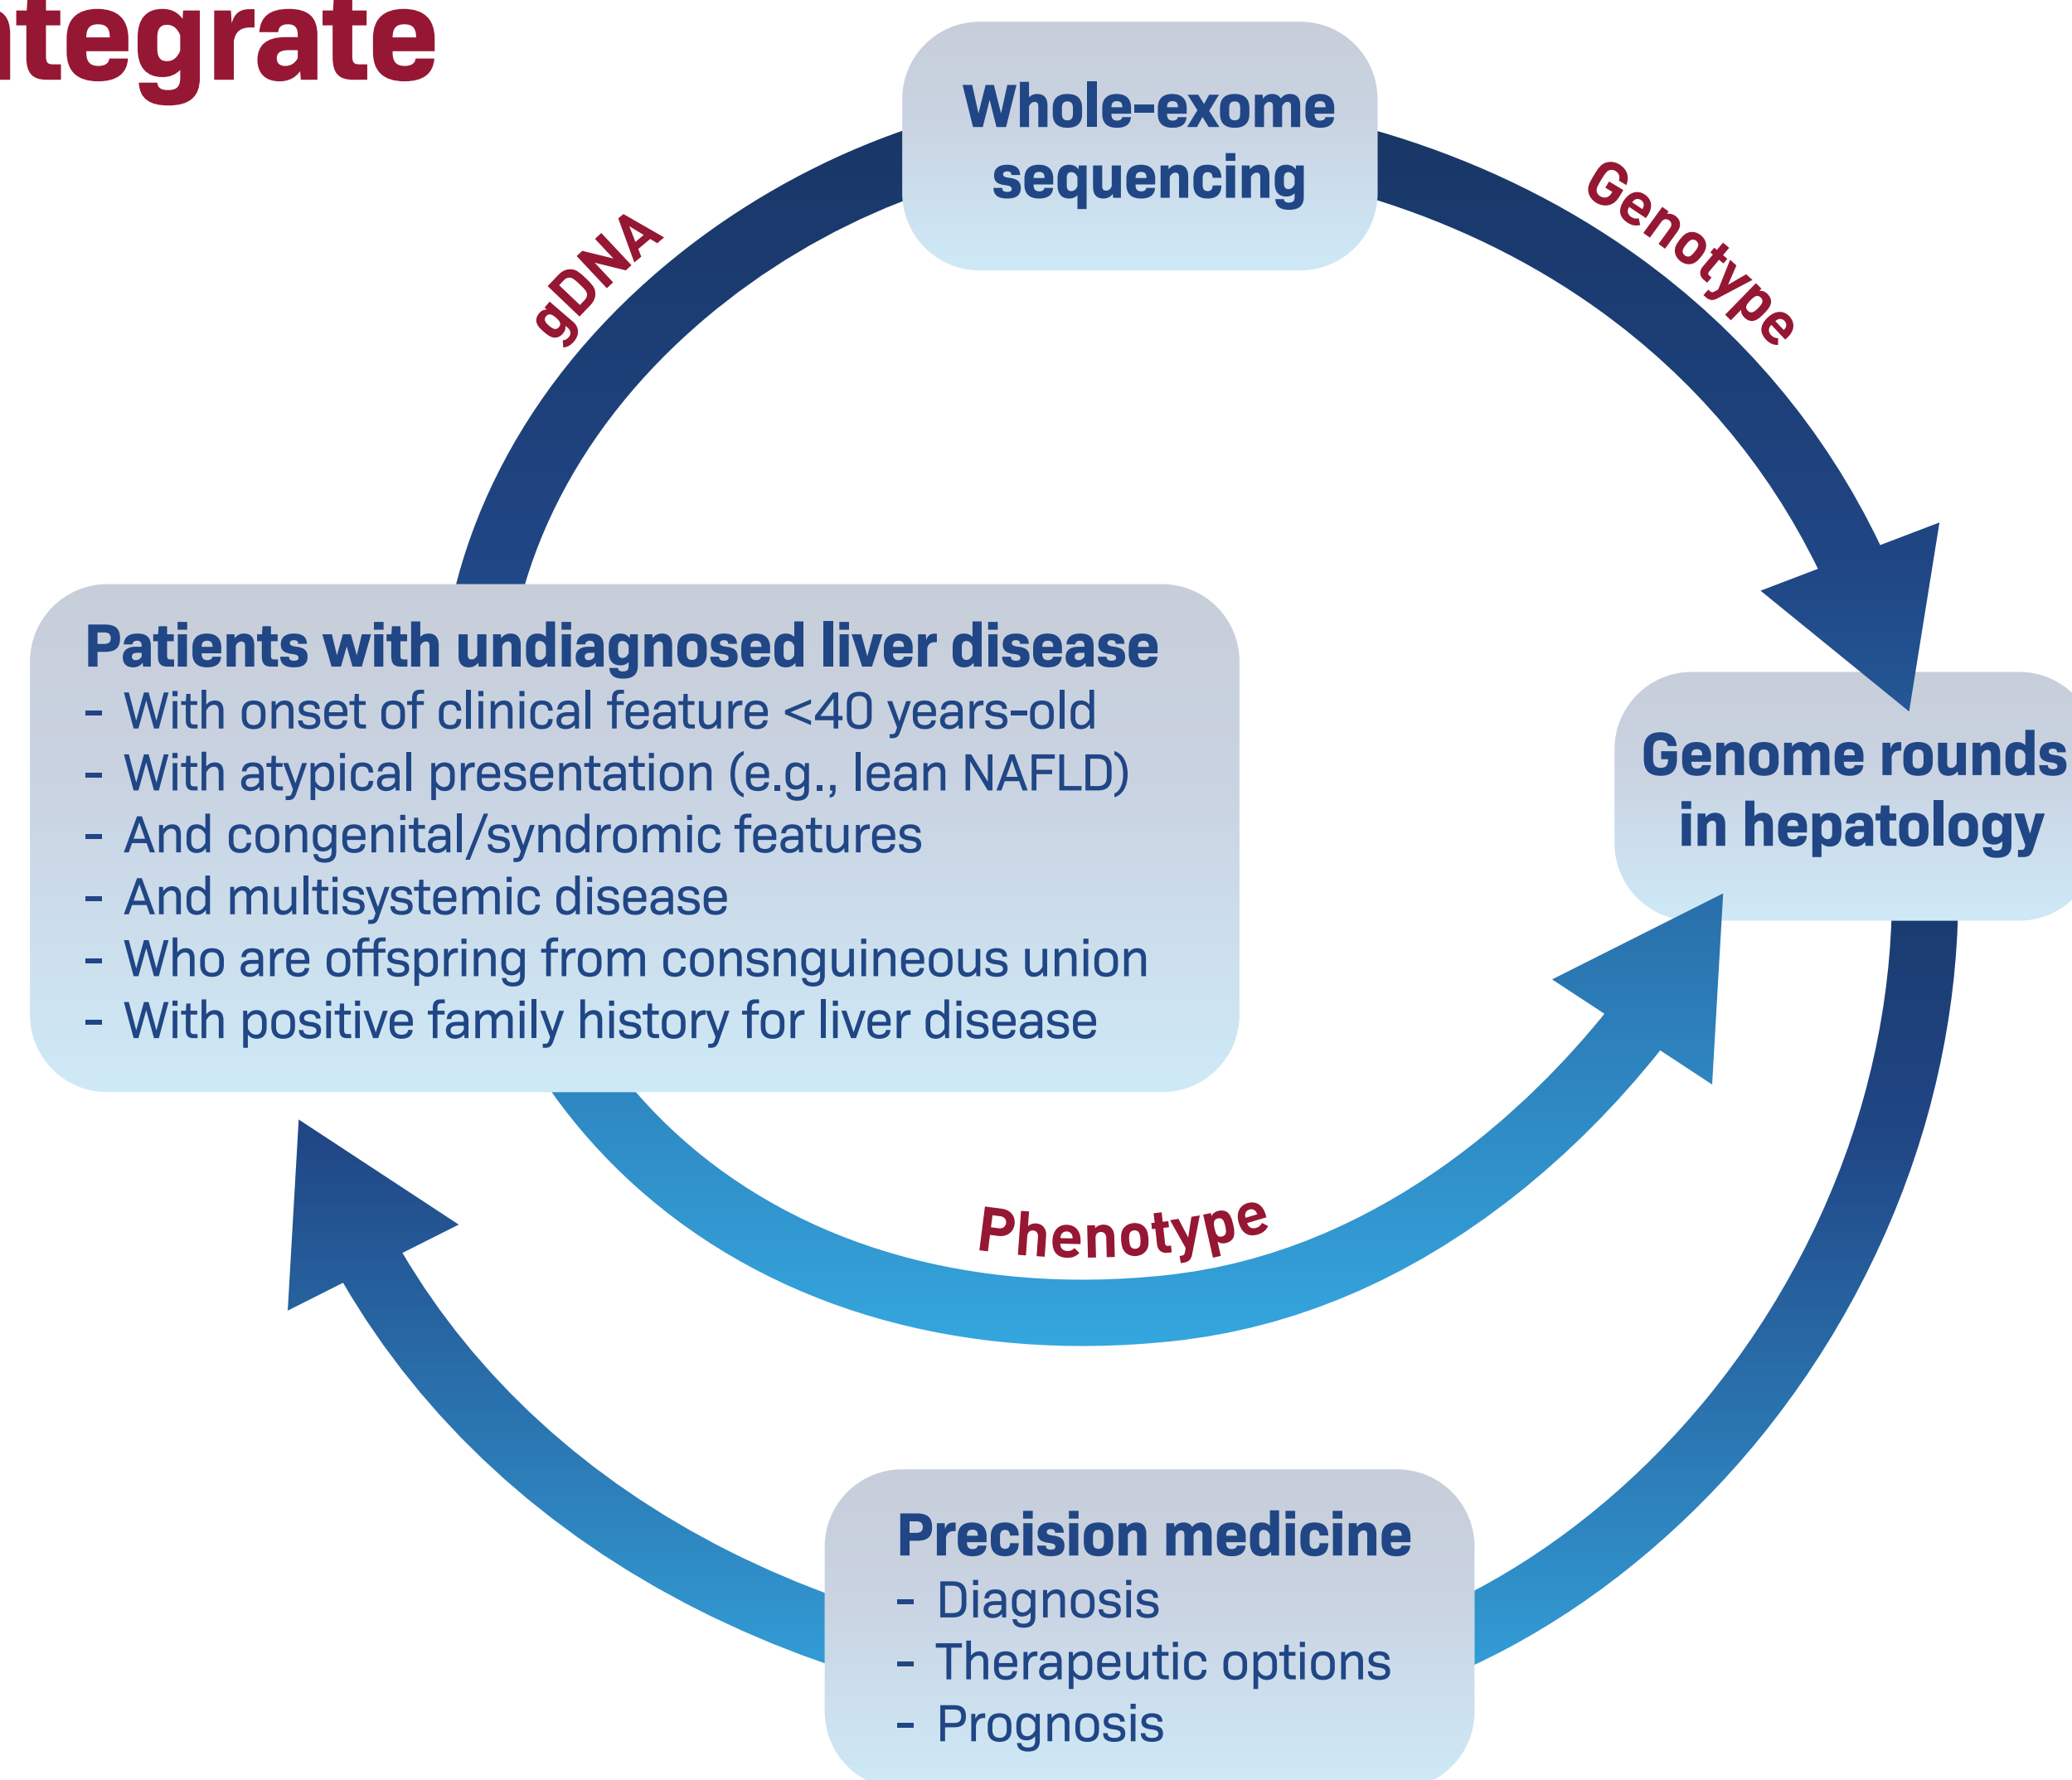 tegrate
Whole-exome
sequencing
gDNA
Genotype
Patients with undiagnosed liver disease
- With onset of clinical feature <40 years-old
- With atypical presentation (e.g., lean NAFLD)
- And congenital/syndromic features
- And multisystemic disease
- Who are offspring from consnguineous union
- With positive family history for liver disease
Genome rounds
in hepatology
Phenotype
Precision medicine
- Diagnosis
- Therapeutic options
- Prognosis